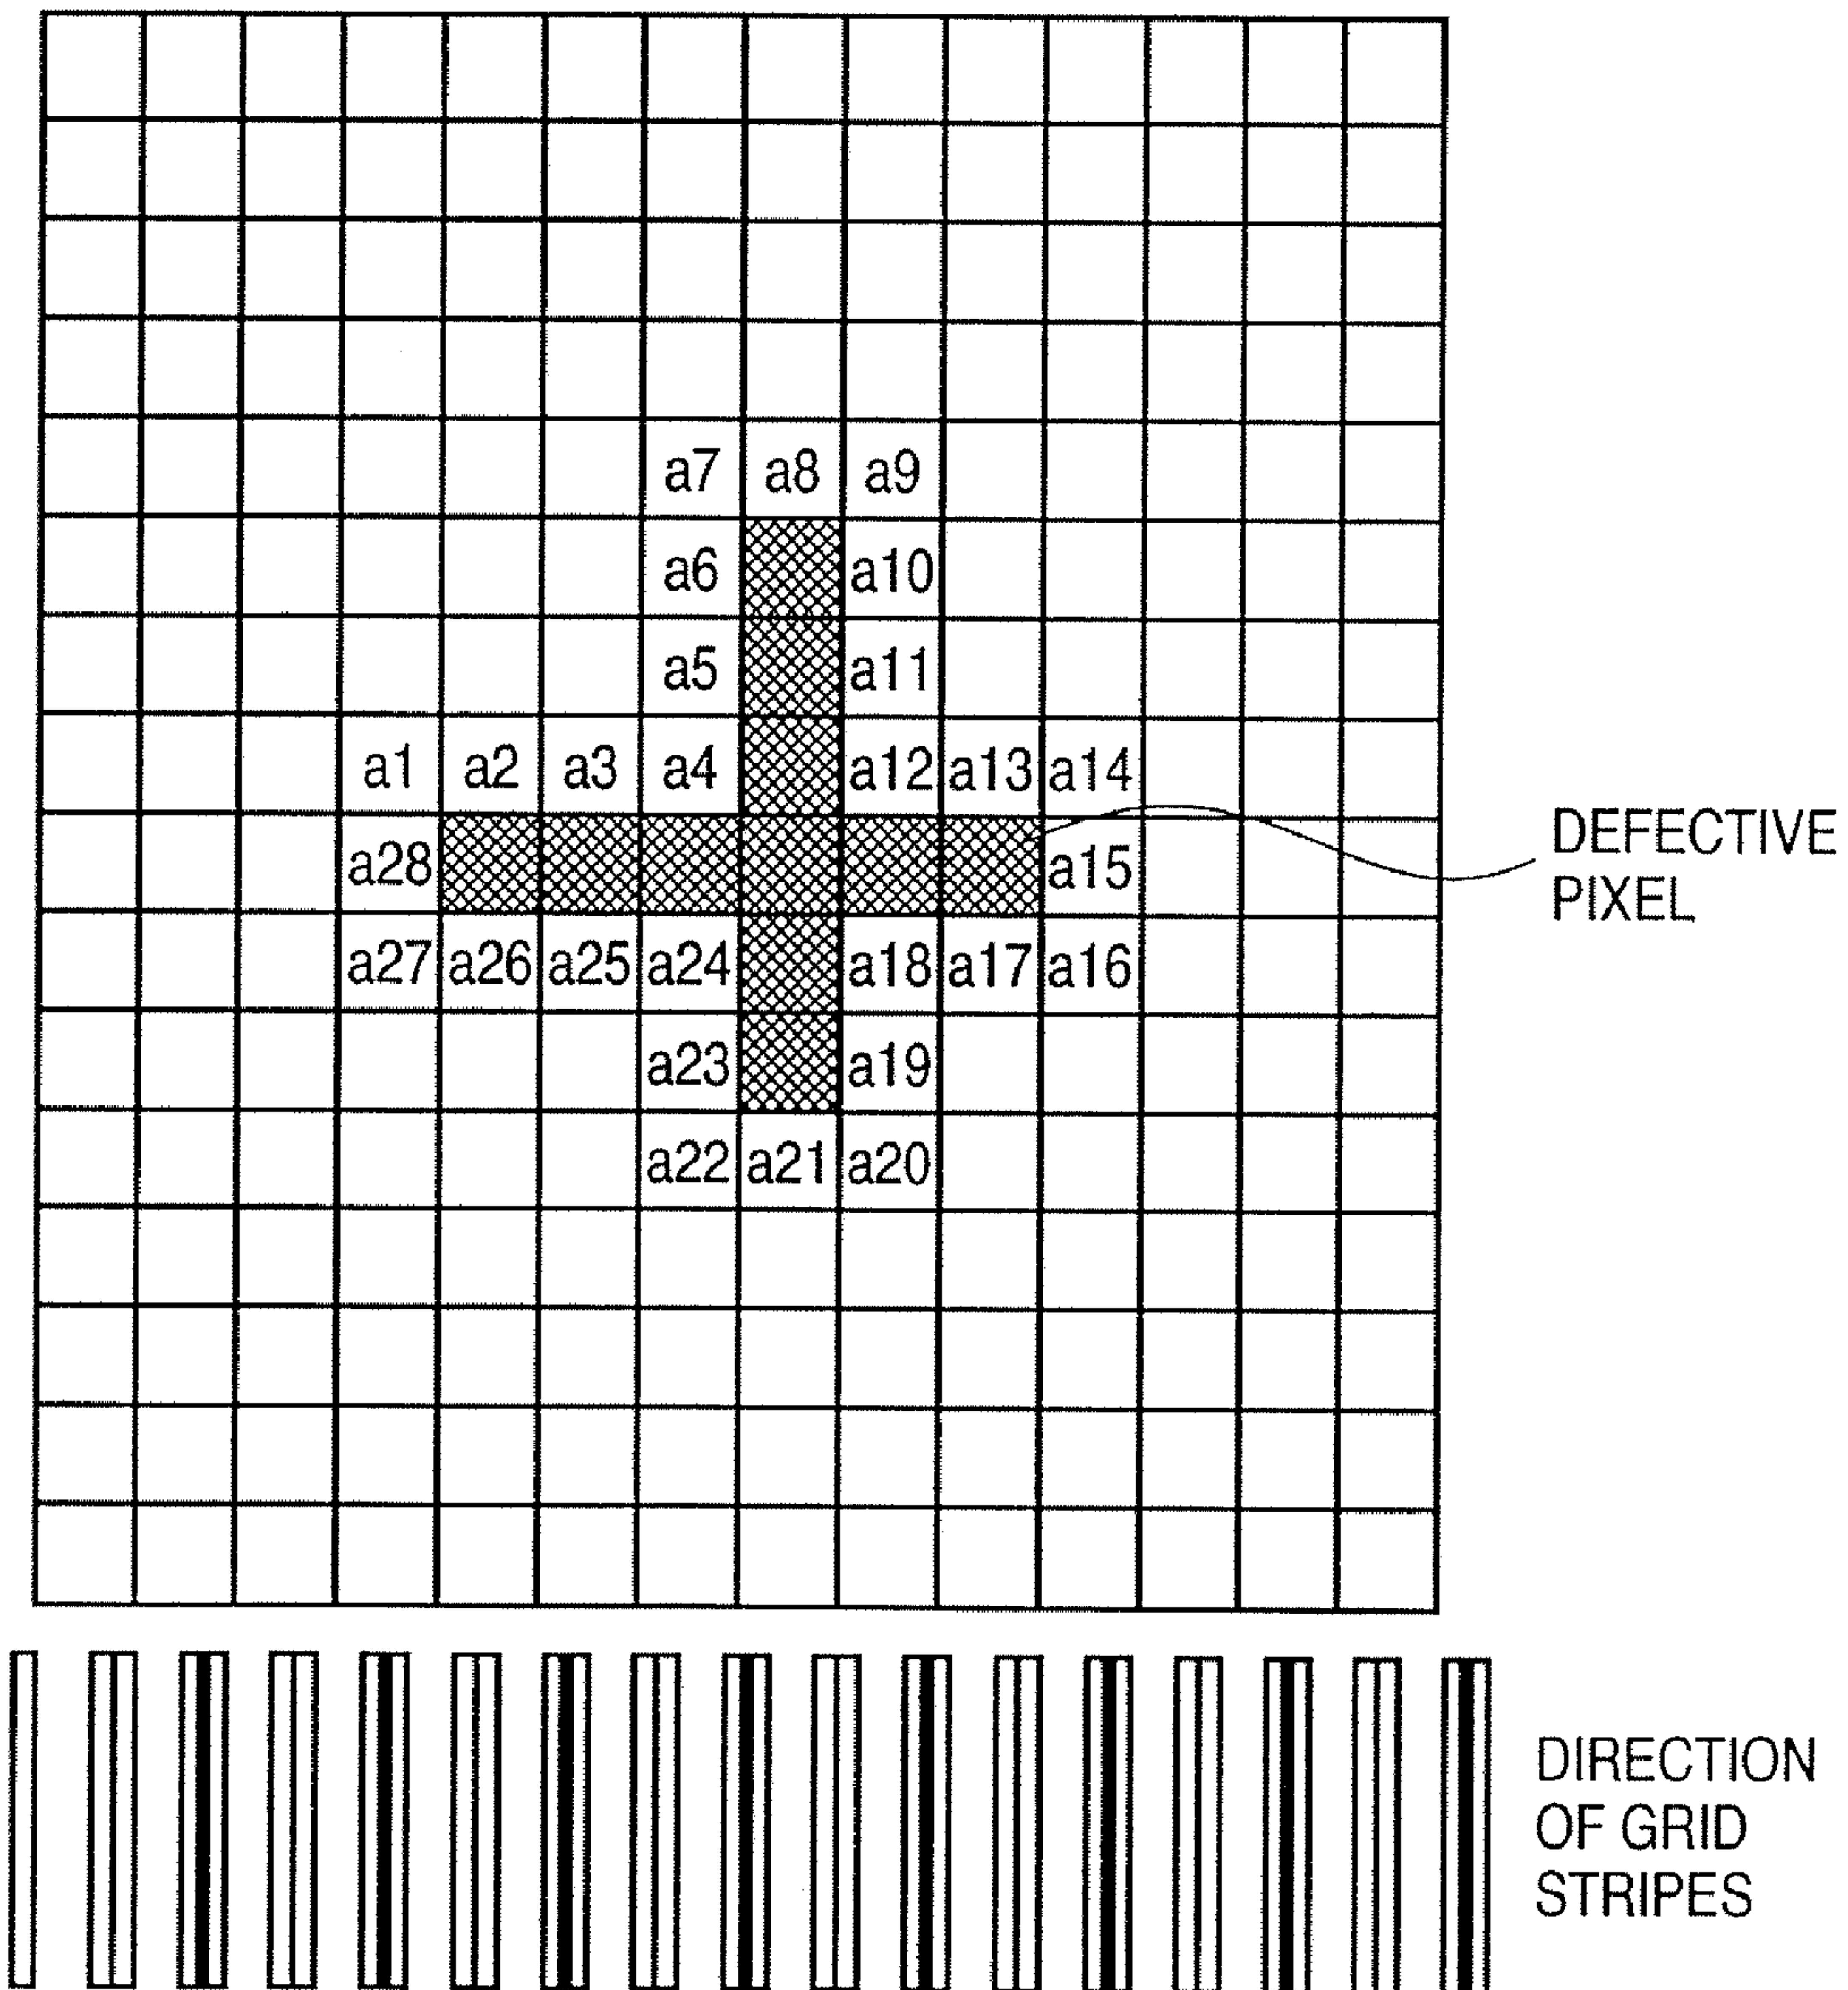 a7 a8 a9
a6 a10
a5 a11
a1 a2 a3 a4 a12 a13 a14
a28 a15
a27 a26 a25 a24 a18 a17 a16
a23 a19
a22 a21 a20
DEFECTIVE
PIXEL
DIRECTION
OF GRID
STRIPES